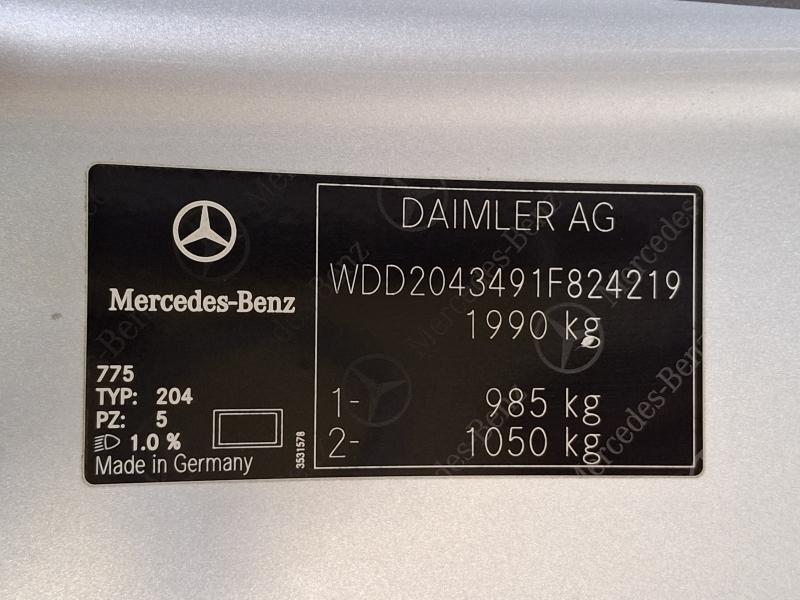 Mercedes-Benz
775
TYP: 204
PZ: 5
1.0 %
Made in Germany
3531578
DAIMLER AG
WDD2043491F824219
1990 kg
1- 985 kg
2- 1050 kg